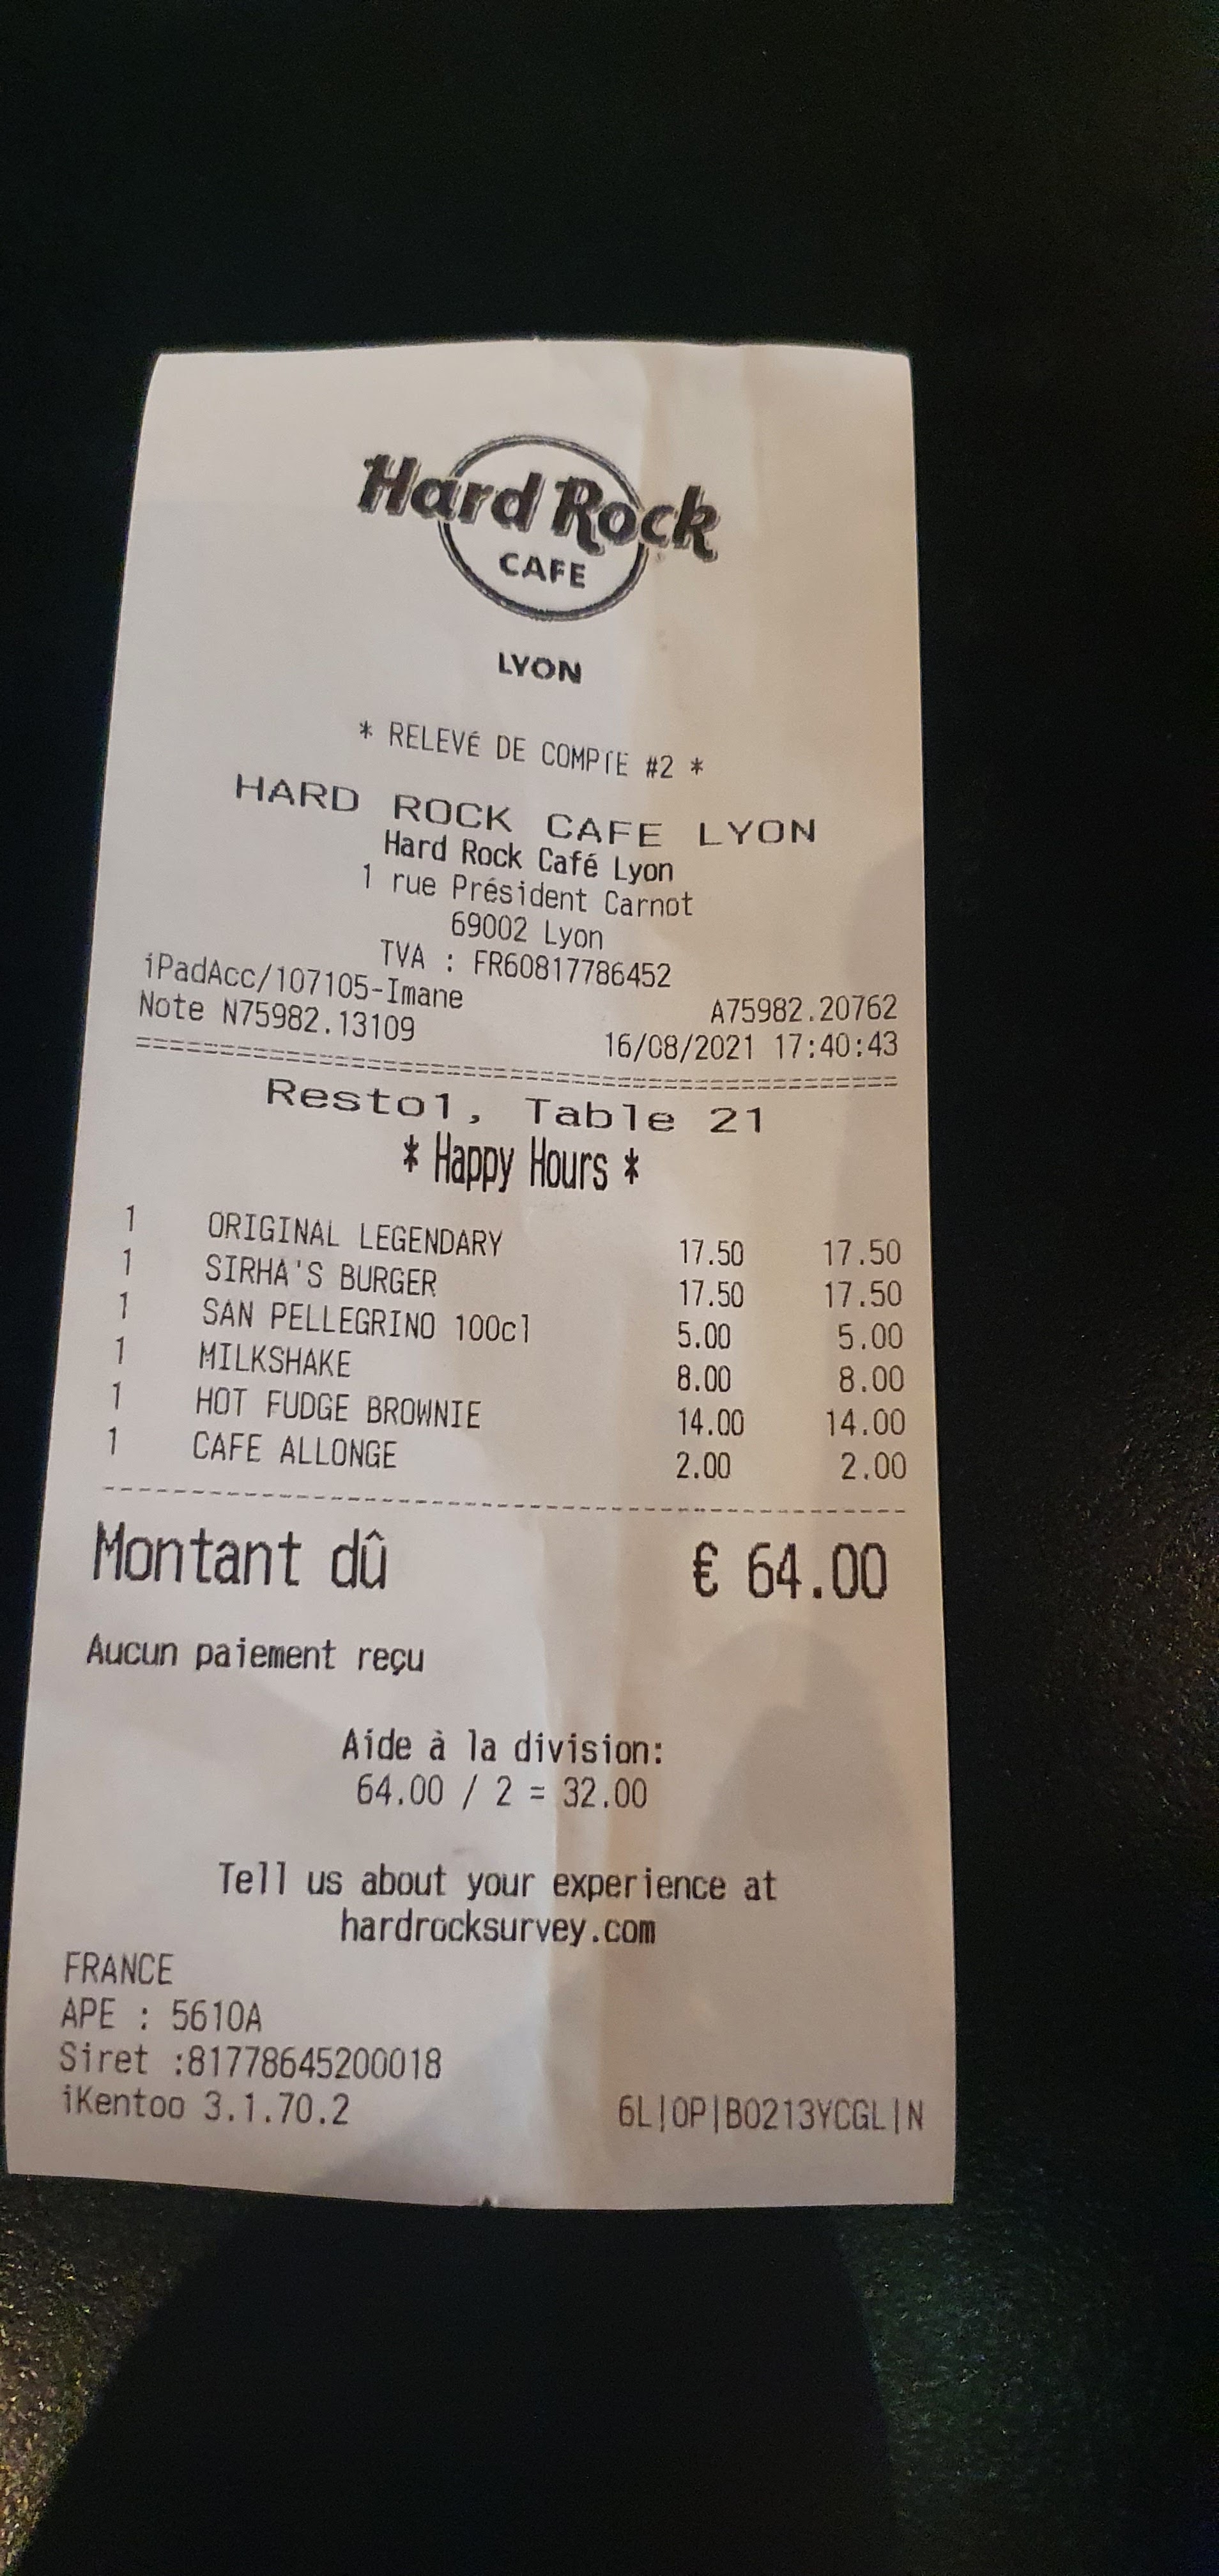 Hard Rock
CAFE
LYON
* RELEVÉ DE COMPTE #2 *
HARD ROCK CAFE LYON
Hard Rock Café Lyon
1 rue Président Carnot
69002 Lyon
TVA : FR60817786452
iPadAcc/107105-Imane A75982.20762
Note N75982.13109 16/08/2021 17:40:43
======================================================
Resto1, Table 21
* Happy Hours *
1 ORIGINAL LEGENDARY 17.50 17.50
1 SIRHA'S BURGER 17.50 17.50
1 SAN PELLEGRINO 100cl 5.00 5.00
1 MILKSHAKE 8.00 8.00
1 HOT FUDGE BROWNIE 14.00 14.00
1 CAFE ALLONGE 2.00 2.00
------------------------------------------------------
Montant dû € 64.00
Aucun paiement reçu
Aide à la division:
64.00 / 2 = 32.00
Tell us about your experience at
hardrocksurvey.com
FRANCE
APE : 5610A
Siret :81778645200018
iKentoo 3.1.70.2 6L|OP|B0213YCGL|N